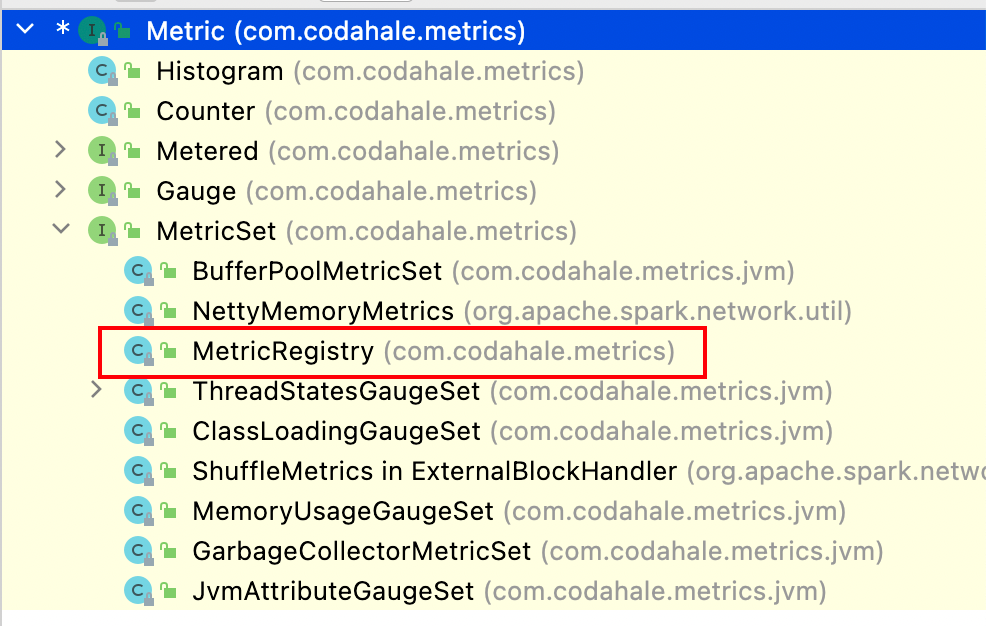 * I Metric (com.codahale.metrics)
C Histogram (com.codahale.metrics)
C Counter (com.codahale.metrics)
I Metered (com.codahale.metrics)
I Gauge (com.codahale.metrics)
I MetricSet (com.codahale.metrics)
C BufferPoolMetricSet (com.codahale.metrics.jvm)
C NettyMemoryMetrics (org.apache.spark.network.util)
C MetricRegistry (com.codahale.metrics)
C ThreadStatesGaugeSet (com.codahale.metrics.jvm)
C ClassLoadingGaugeSet (com.codahale.metrics.jvm)
C ShuffleMetrics in ExternalBlockHandler (org.apache.spark.netwo
C MemoryUsageGaugeSet (com.codahale.metrics.jvm)
C GarbageCollectorMetricSet (com.codahale.metrics.jvm)
C JvmAttributeGaugeSet (com.codahale.metrics.jvm)